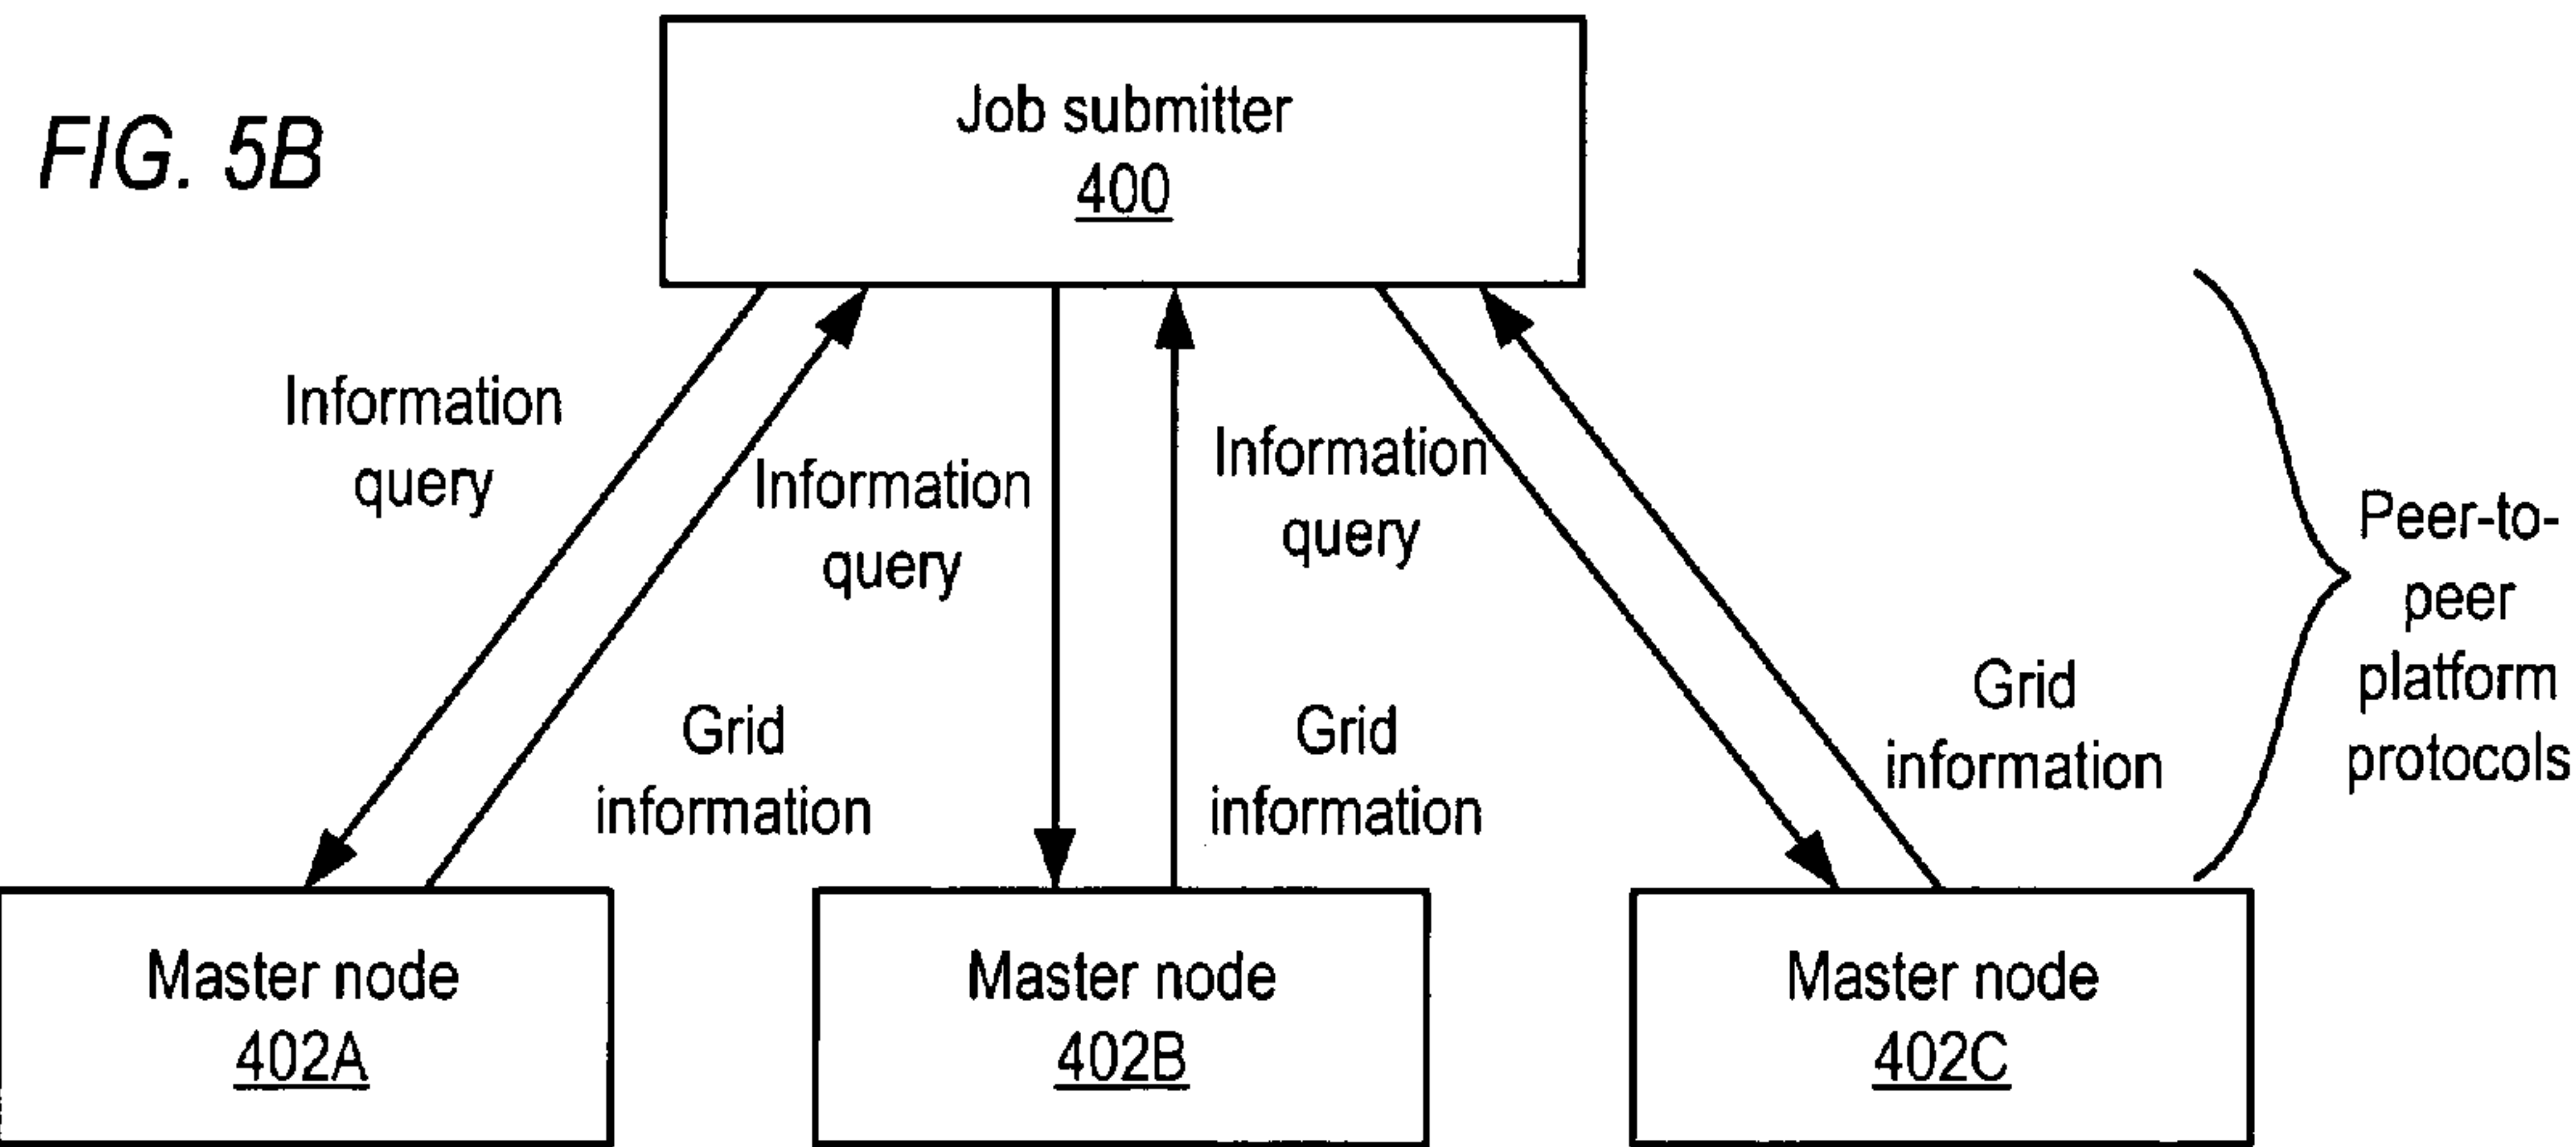 FIG. 5B
Job submitter
400
Information
query
Information
query
Information
query
Grid
information
Grid
information
Grid
information
Peer-to-
peer
platform
protocols
Master node
402A
Master node
402B
Master node
402C